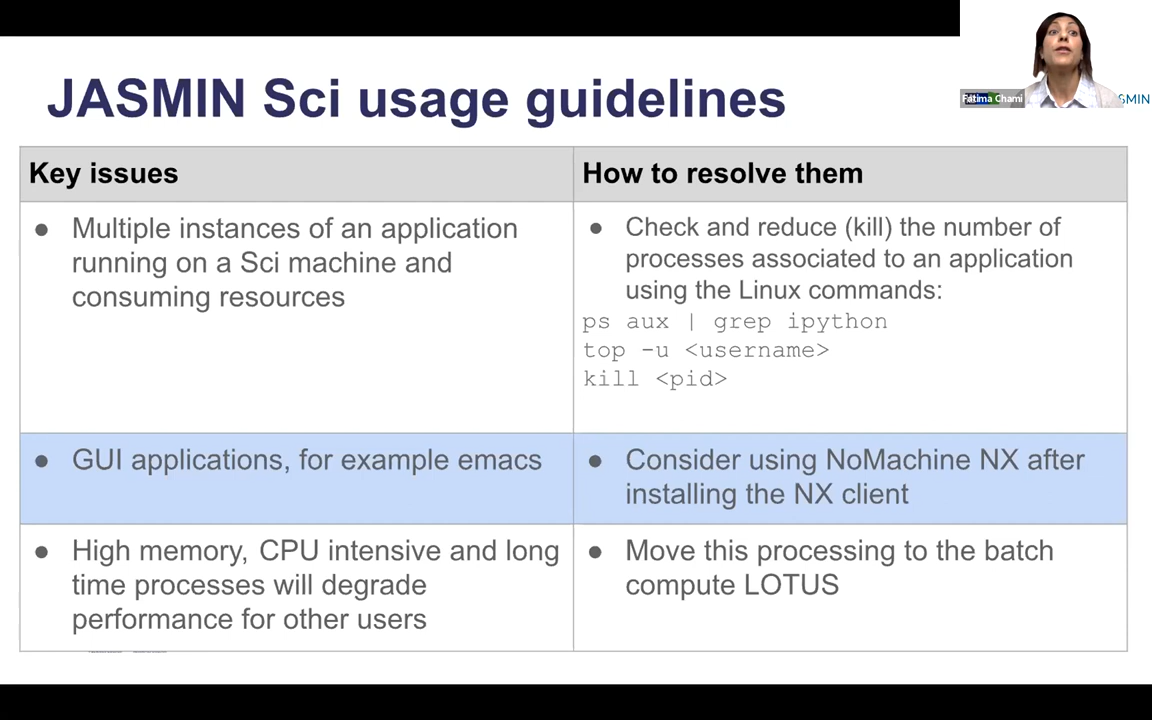 JASMIN Sci usage guidelines
Fatima Chami
SMIN
Key issues
How to resolve them
● Multiple instances of an application
running on a Sci machine and
consuming resources
● Check and reduce (kill) the number of
processes associated to an application
using the Linux commands:
ps aux | grep ipython
top -u <username>
kill <pid>
● GUI applications, for example emacs
● Consider using NoMachine NX after
installing the NX client
● High memory, CPU intensive and long
time processes will degrade
performance for other users
● Move this processing to the batch
compute LOTUS